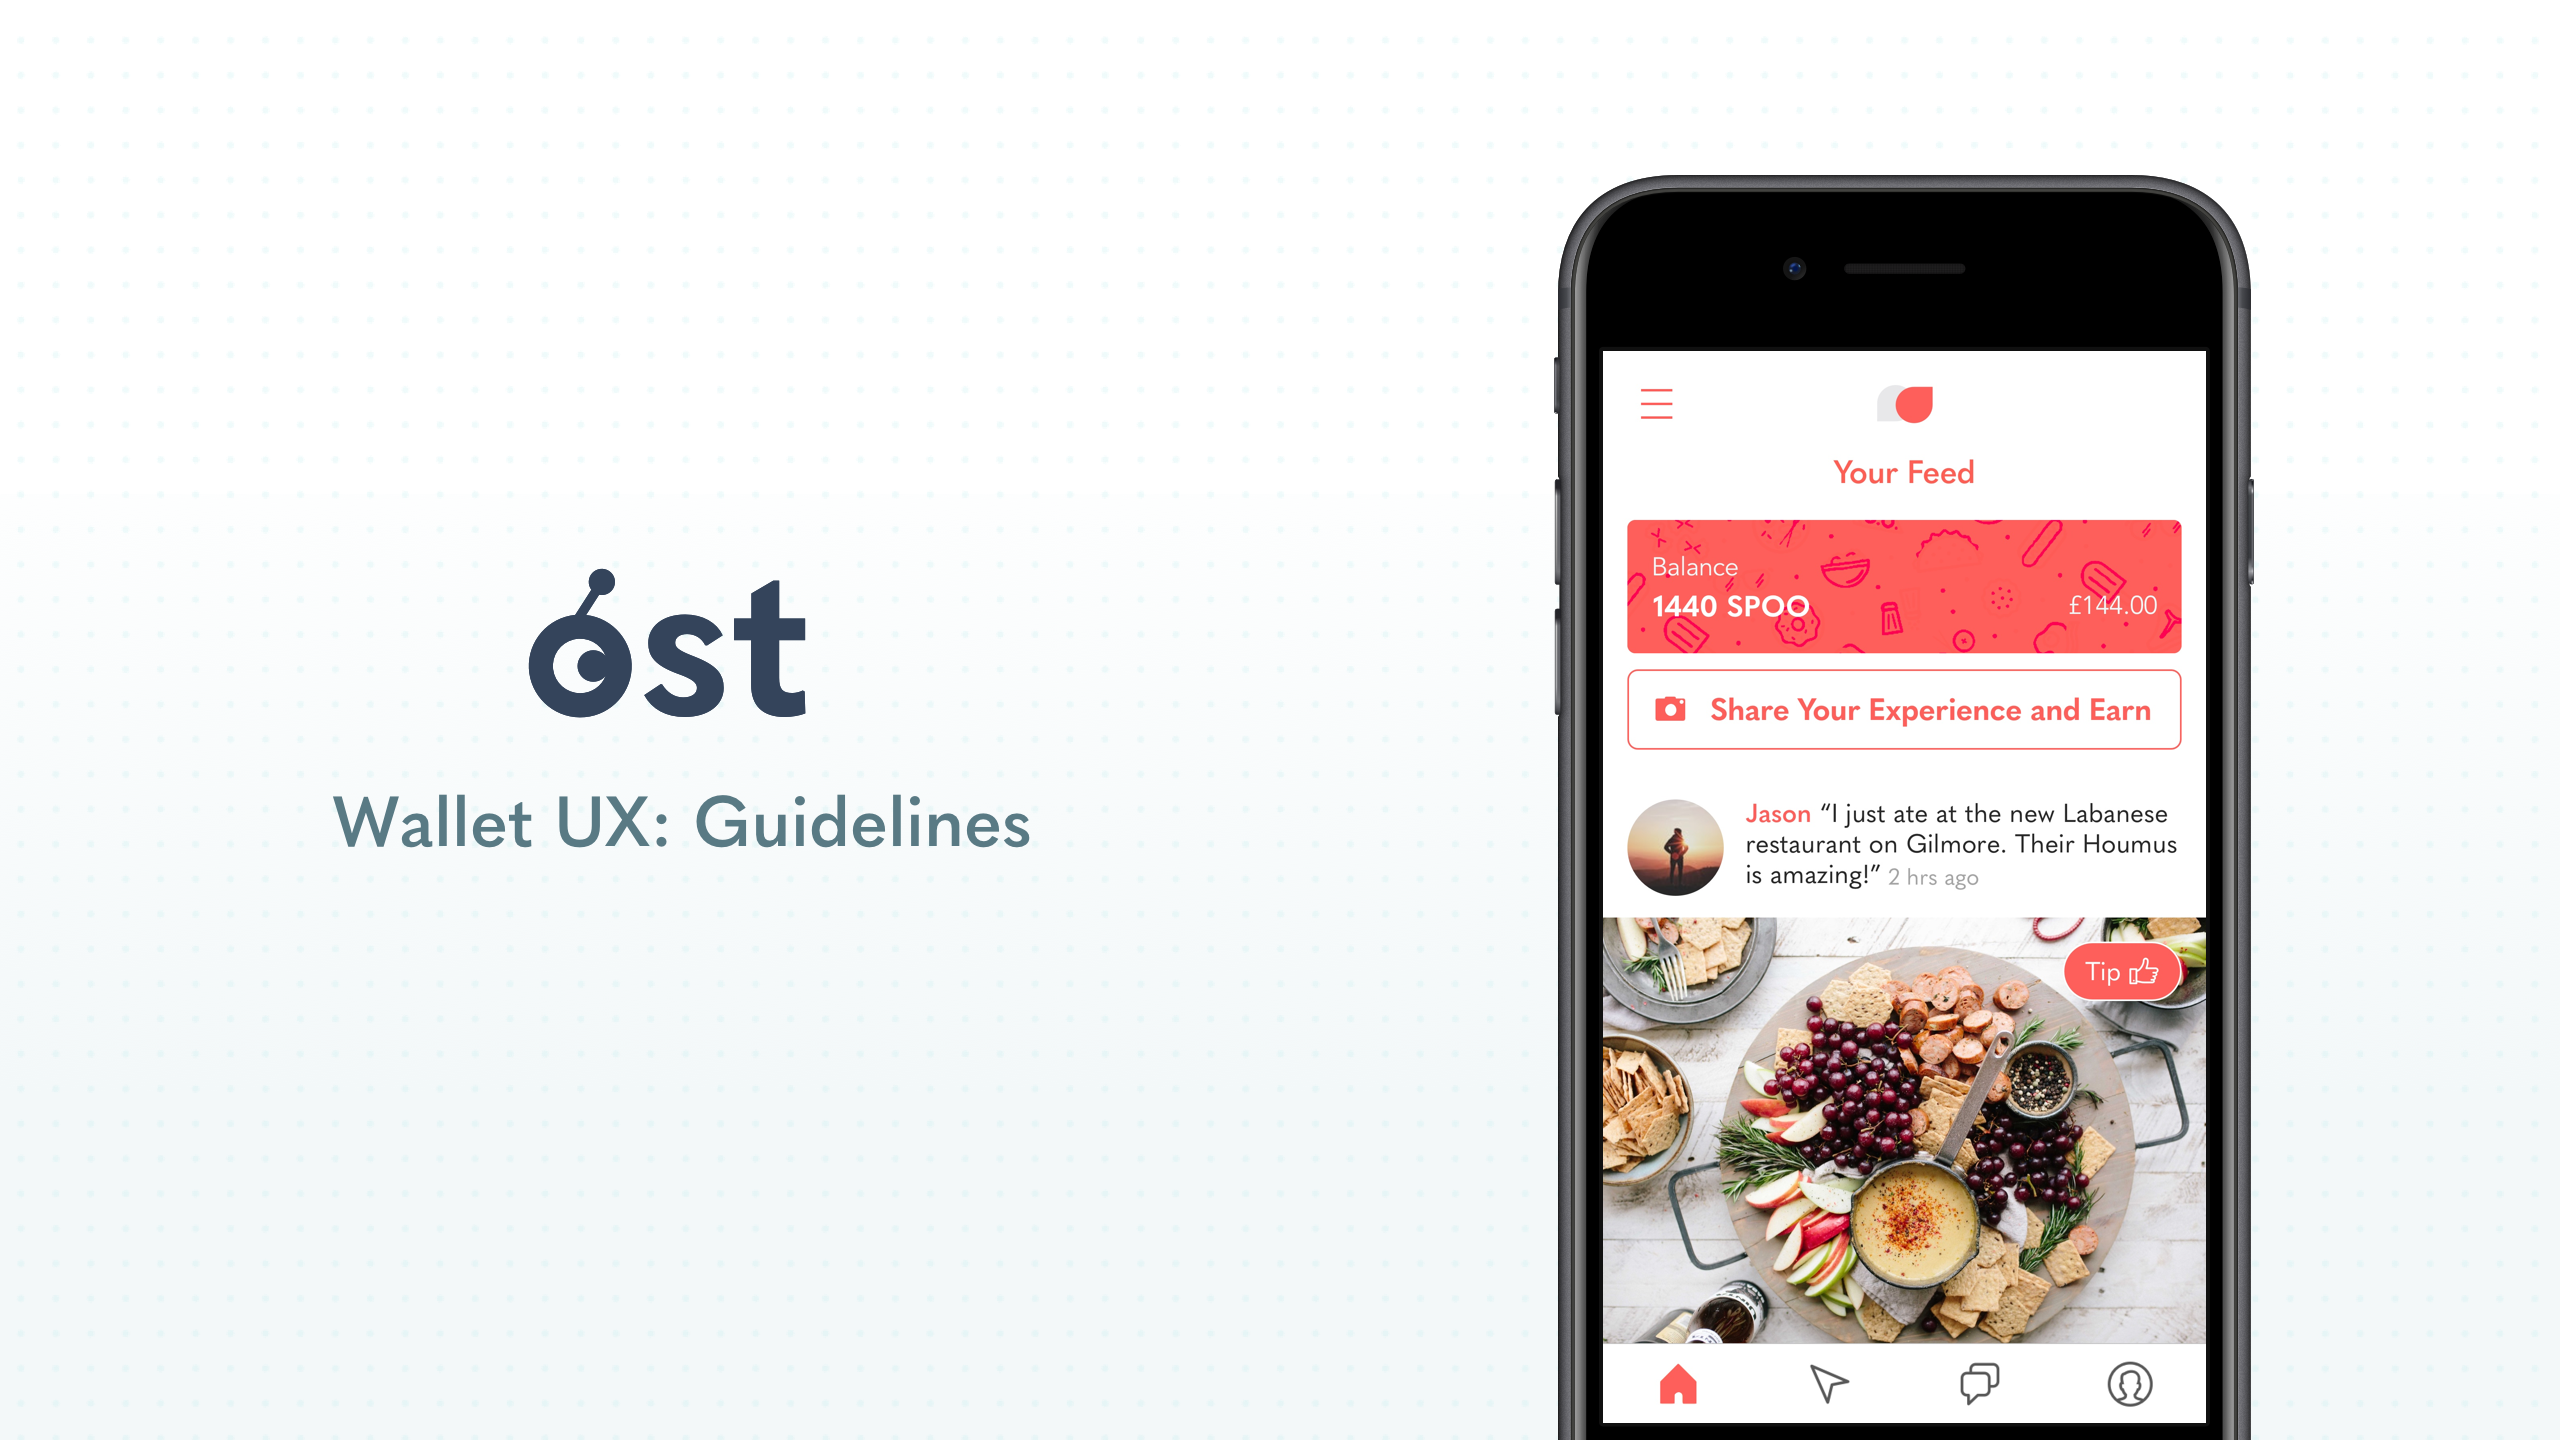 ost
Wallet UX: Guidelines
Your Feed
Balance
1440 SPOO
£144.00
Share Your Experience and Earn
Jason “I just ate at the new Labanese
restaurant on Gilmore. Their Houmus
is amazing!” 2 hrs ago
Tip